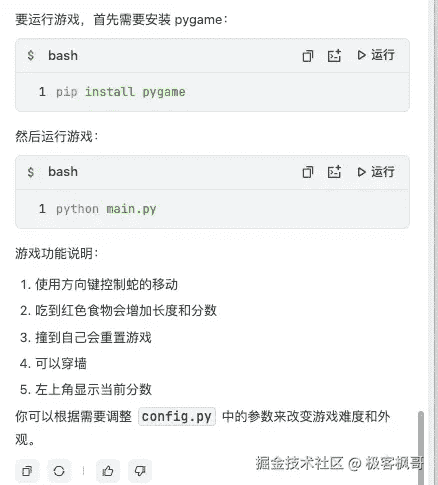 要运行游戏，首先需要安装 pygame：
$ bash 运行
1 pip install pygame
然后运行游戏：
$ bash 运行
1 python main.py
游戏功能说明：
1. 使用方向键控制蛇的移动
2. 吃到红色食物会增加长度和分数
3. 撞到自己会重置游戏
4. 可以穿墙
5. 左上角显示当前分数
你可以根据需要调整 config.py 中的参数来改变游戏难度和外
观。
掘金技术社区 @ 极客枫哥